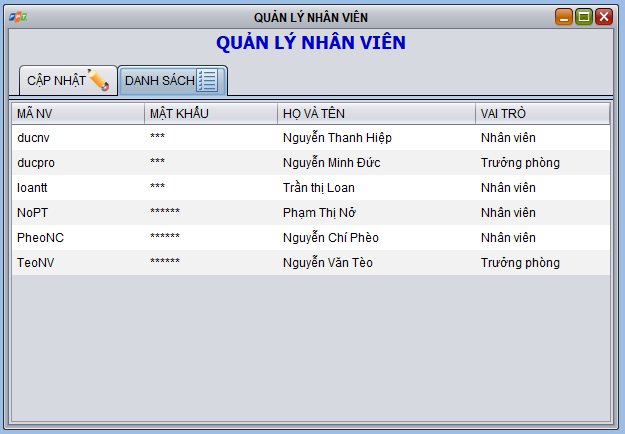 QUẢN LÝ NHÂN VIÊN
QUẢN LÝ NHÂN VIÊN
CẬP NHẬT DANH SÁCH
MÃ NV MẬT KHẨU HỌ VÀ TÊN VAI TRÒ
ducnv *** Nguyễn Thanh Hiệp Nhân viên
ducpro *** Nguyễn Minh Đức Trưởng phòng
loantt *** Trần thị Loan Nhân viên
NoPT ****** Phạm Thị Nở Nhân viên
PheoNC ****** Nguyễn Chí Phèo Nhân viên
TeoNV ****** Nguyễn Văn Tèo Trưởng phòng